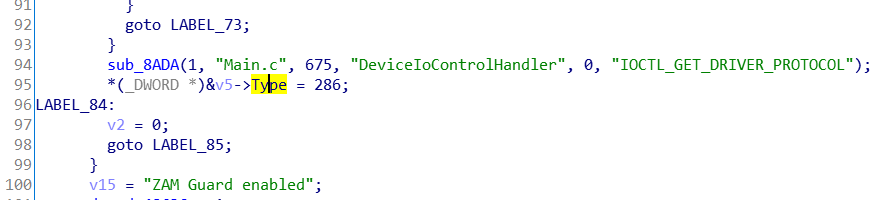 91 }
92 goto LABEL_73;
93 }
94 sub_8ADA(1, "Main.c", 675, "DeviceIoControlHandler", 0, "IOCTL_GET_DRIVER_PROTOCOL");
95 *(_DWORD *)&v5->Type = 286;
96 LABEL_84:
97 v2 = 0;
98 goto LABEL_85;
99 }
100 v15 = "ZAM Guard enabled";